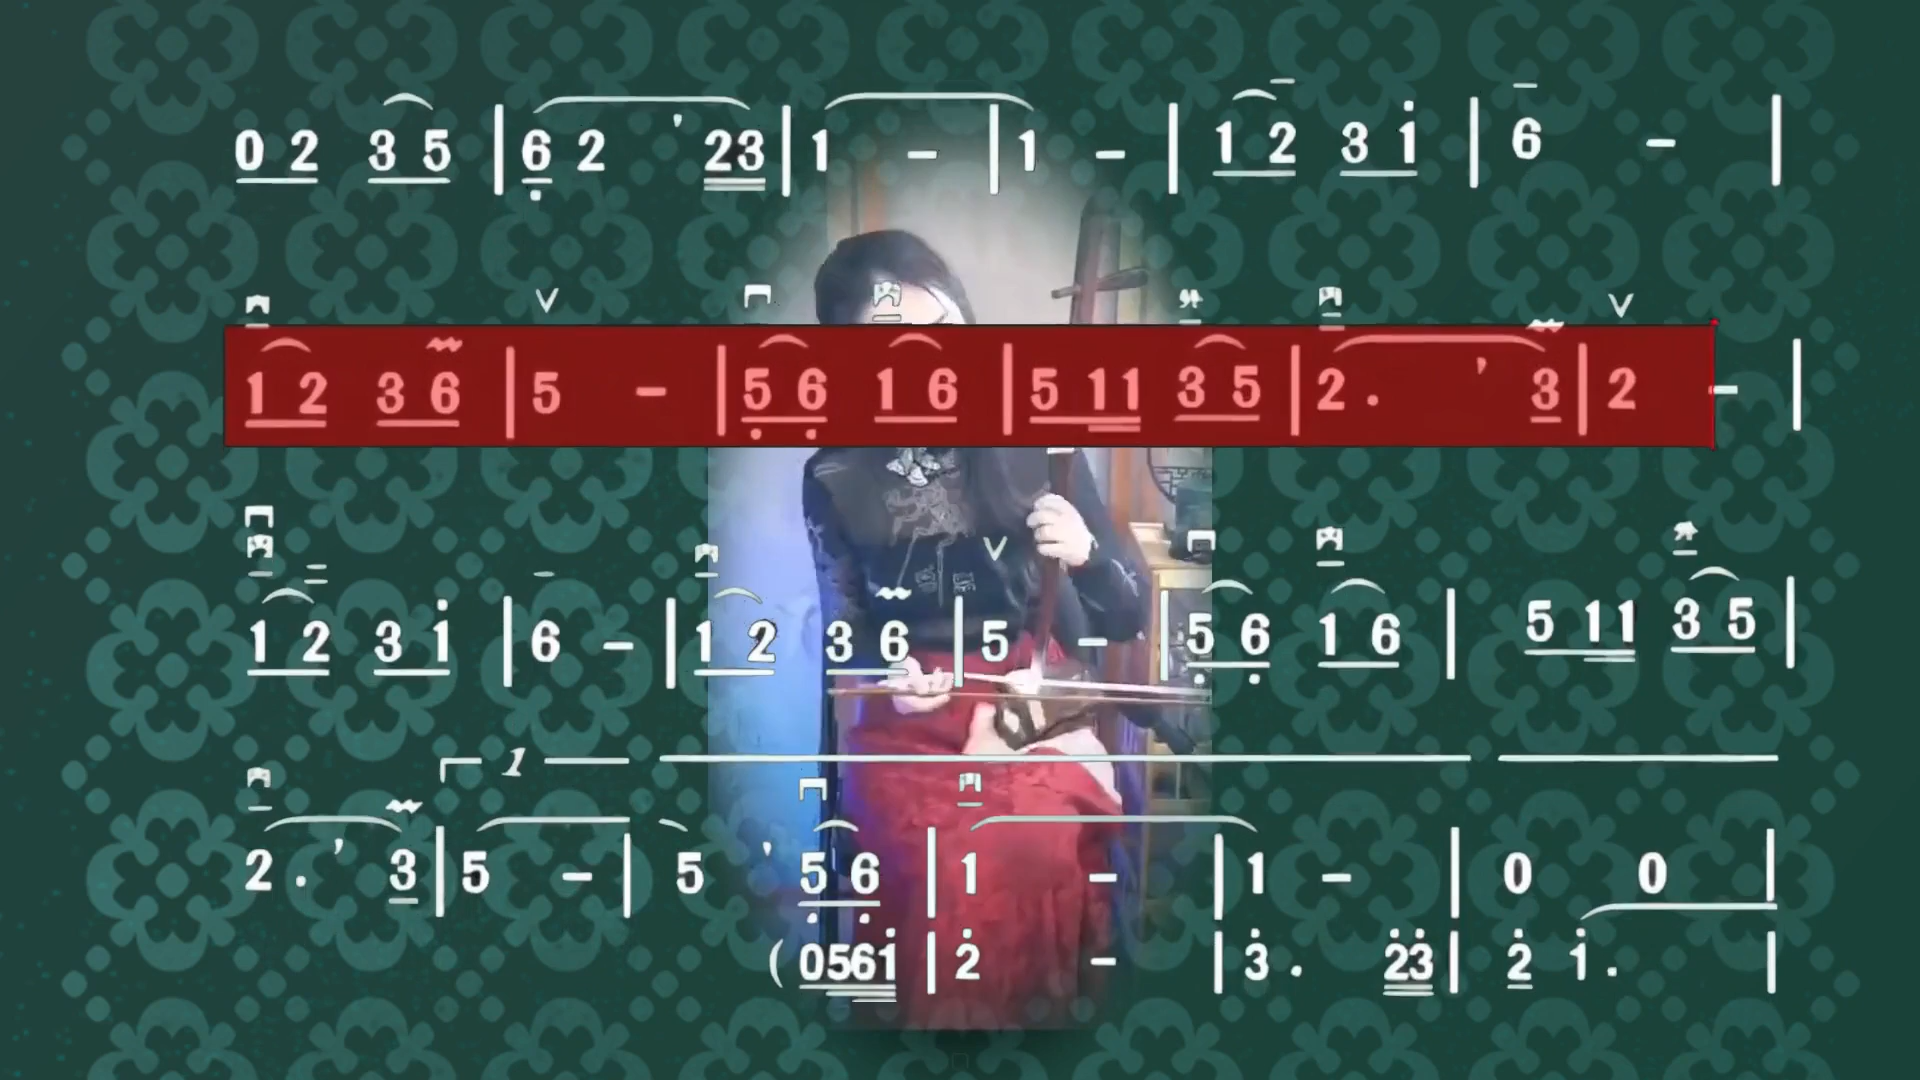 0 2 3 5 | 6̣ 2 ' 23 | 1 - | 1 - | 1 2 3 i | 6 - |
1 2 3 6 | 5 - | 5̣ 6̣ 1 6 | 5 11 3 5 | 2. ' 3 | 2 - |
1 2 3 i | 6 - | 1 2 3 6 | 5 - | 5̣ 6̣ 1 6 | 5 11 3 5 |
1
2. ' 3 | 5 - | 5 ' 5̣ 6̣ | 1 - | 1 - | 0 0 |
(056i | 2̇ - | 3̇. 2̇3̇ | 2̇ i. |